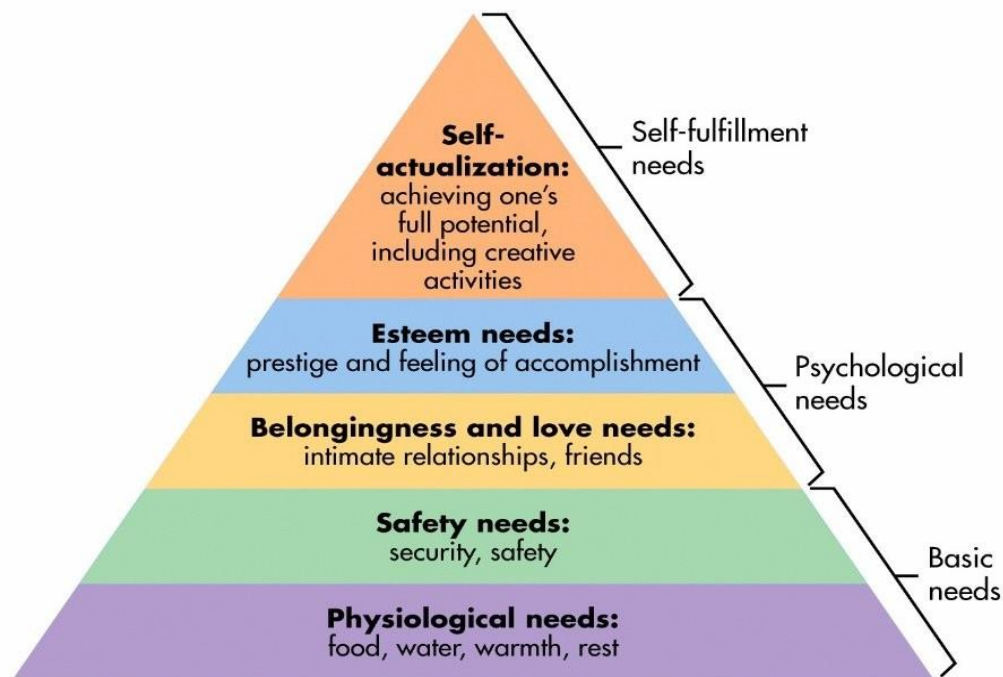 Self-
actualization:
achieving one's
full potential,
including creative
activities
Self-fulfillment
needs
Esteem needs:
prestige and feeling of accomplishment
Belongingness and love needs:
intimate relationships, friends
Psychological
needs
Safety needs:
security, safety
Physiological needs:
food, water, warmth, rest
Basic
needs